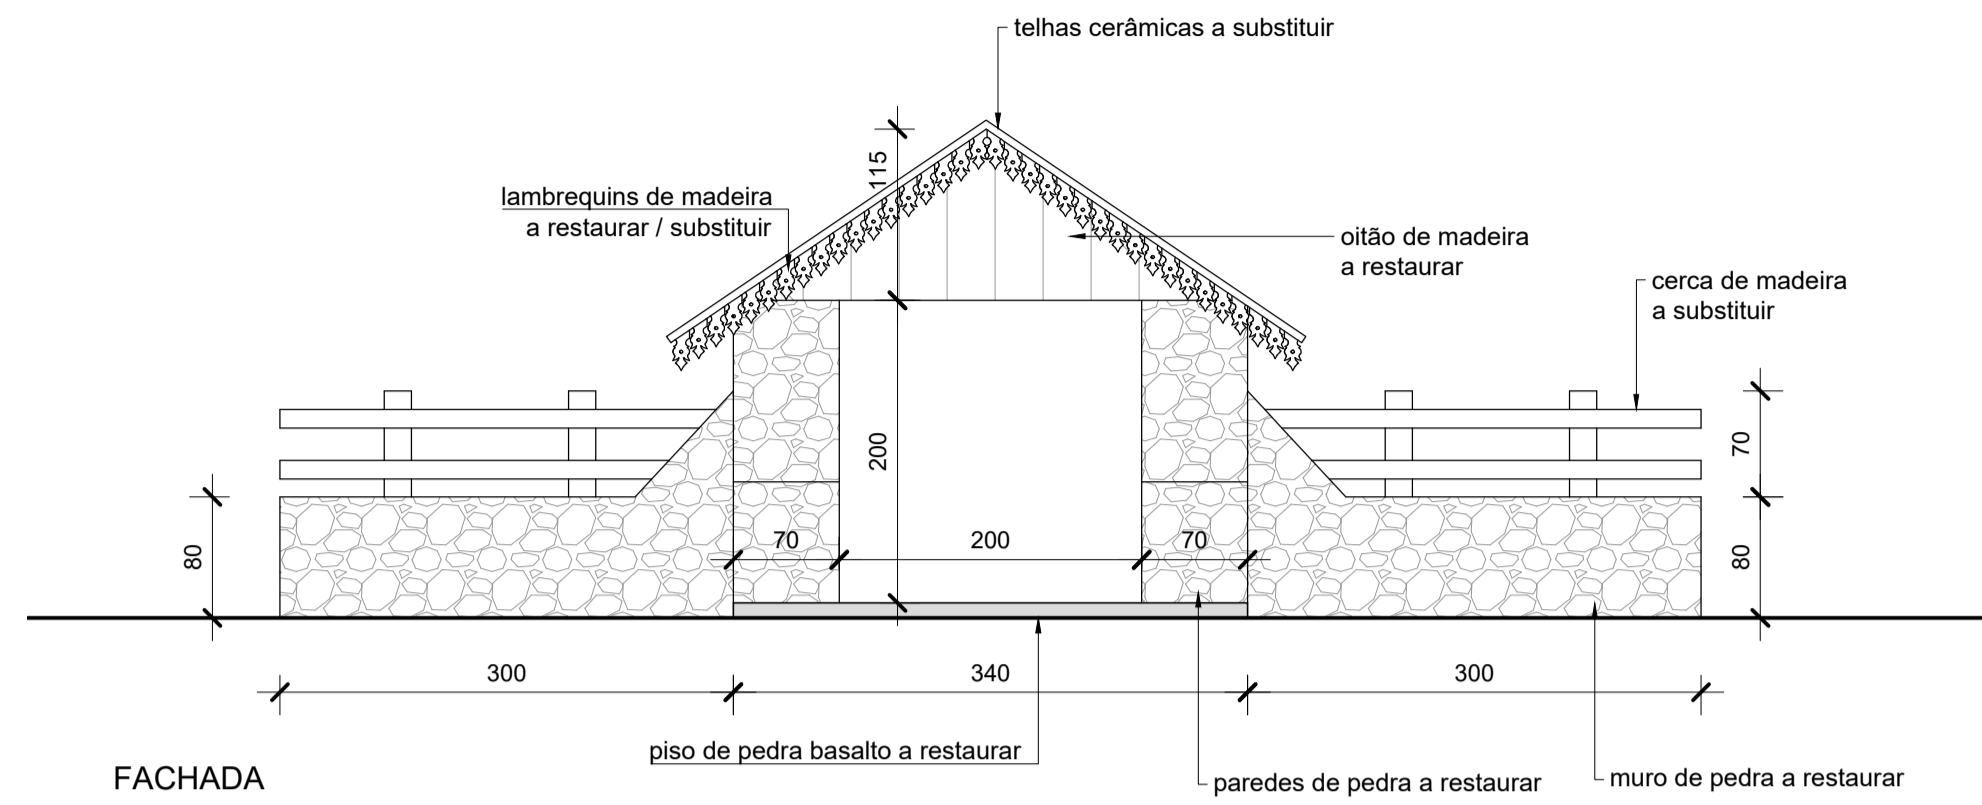 telhas cerâmicas a substituir
115
lambrequins de madeira
a restaurar / substituir
oitão de madeira
a restaurar
cerca de madeira
a substituir
200
70
80
70
200
70
80
300
340
300
piso de pedra basalto a restaurar
paredes de pedra a restaurar
muro de pedra a restaurar
FACHADA